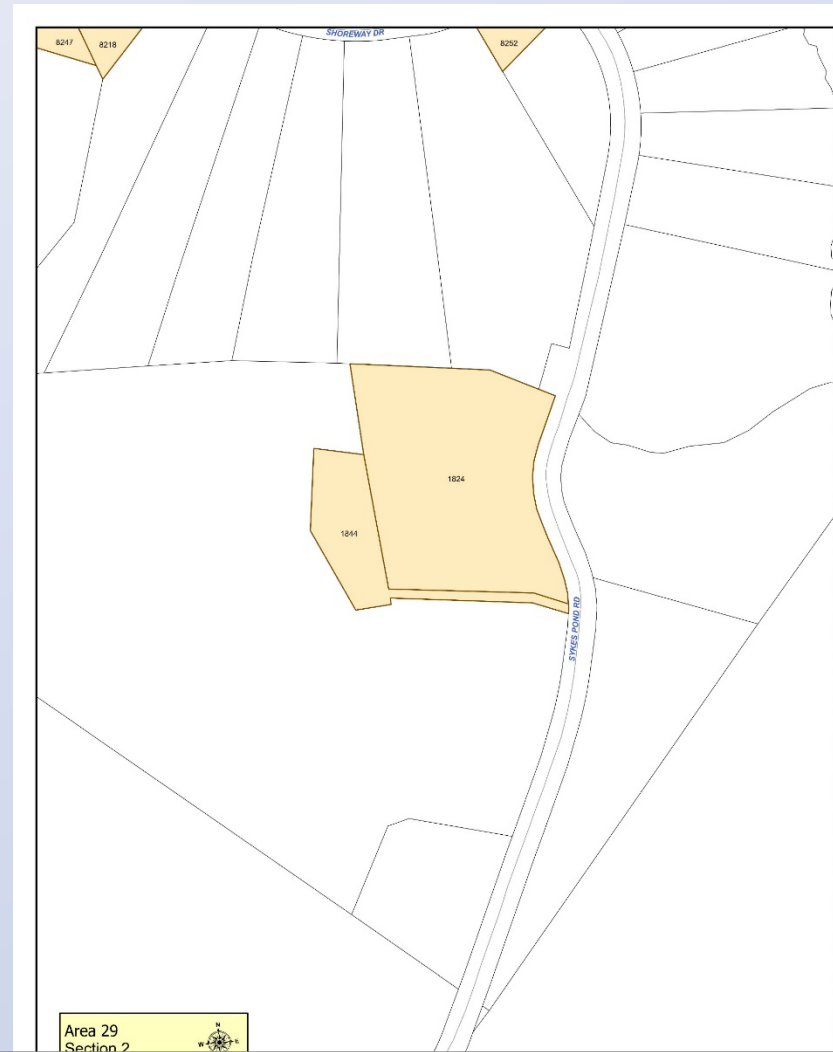 SHOREWAY DR
8247
8218
8252
1824
1844
SYKES POND RD
N
W
E
Area 29
Section 2